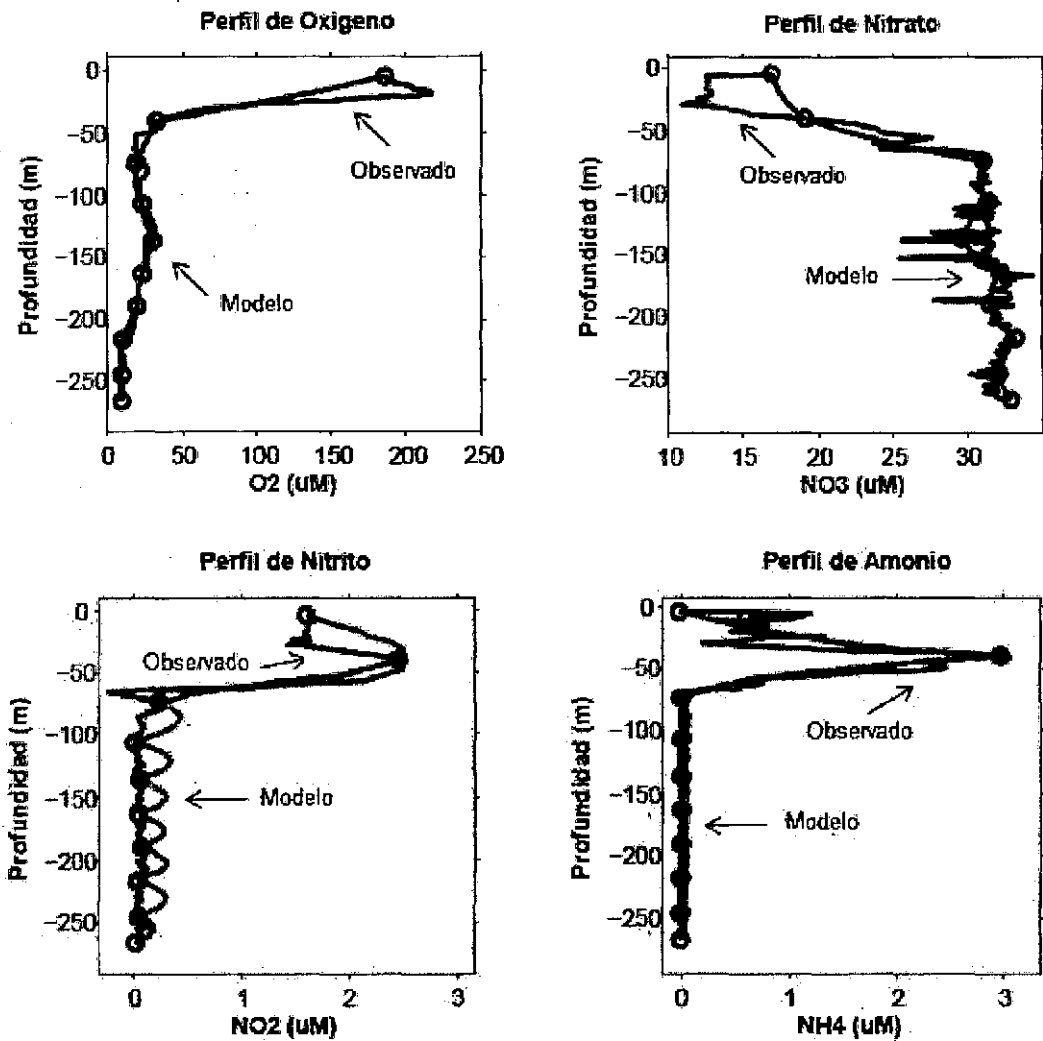 Perfil de Oxigeno
0
−50
−100
−150
−200
−250
Profundidad (m)
Observado
Modelo
0 50 100 150 200 250
O2 (uM)
Perfil de Nitrato
0
−50
−100
−150
−200
−250
Profundidad (m)
Observado
Modelo
10 15 20 25 30
NO3 (uM)
Perfil de Nitrito
0
−50
−100
−150
−200
−250
Profundidad (m)
Observado
Modelo
0 1 2 3
NO2 (uM)
Perfil de Amonio
0
−50
−100
−150
−200
−250
Profundidad (m)
Observado
Modelo
0 1 2 3
NH4 (uM)